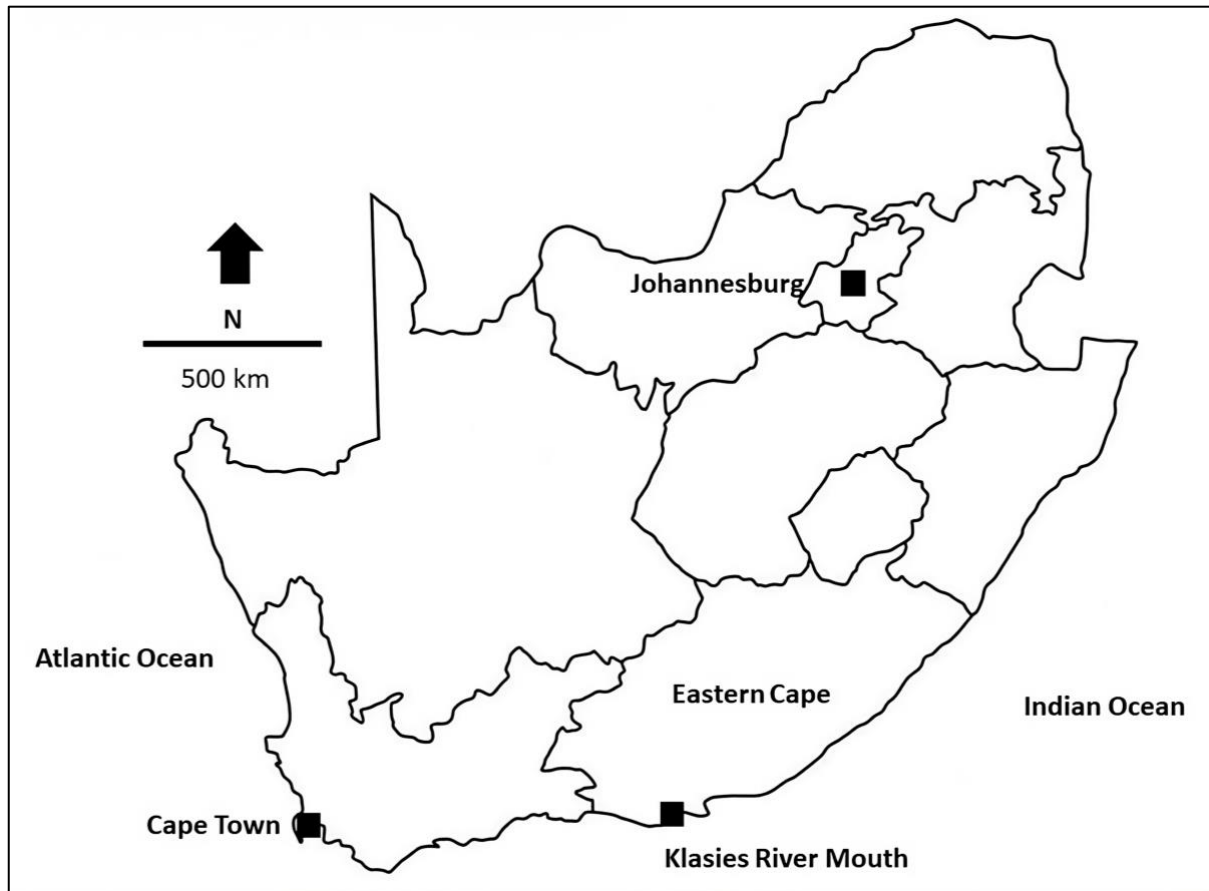 Johannesburg
N
500 km
Atlantic Ocean
Eastern Cape
Indian Ocean
Cape Town
Klasies River Mouth